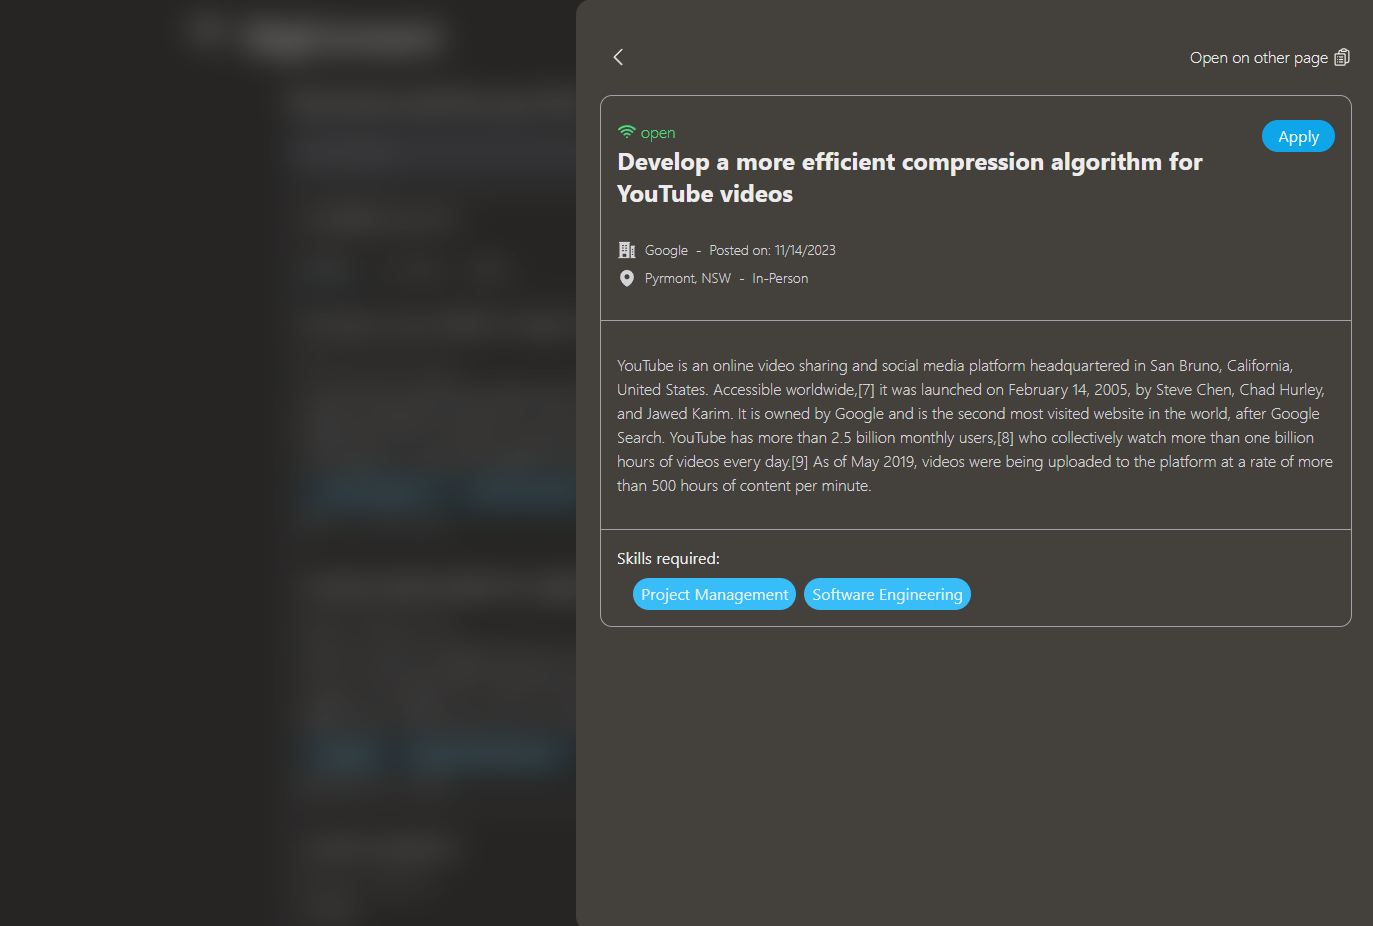 Open on other page
open
Apply
Develop a more efficient compression algorithm for
YouTube videos
Google - Posted on: 11/14/2023
Pyrmont, NSW - In-Person
YouTube is an online video sharing and social media platform headquartered in San Bruno, California,
United States. Accessible worldwide,[7] it was launched on February 14, 2005, by Steve Chen, Chad Hurley,
and Jawed Karim. It is owned by Google and is the second most visited website in the world, after Google
Search. YouTube has more than 2.5 billion monthly users,[8] who collectively watch more than one billion
hours of videos every day.[9] As of May 2019, videos were being uploaded to the platform at a rate of more
than 500 hours of content per minute.
Skills required:
Project Management Software Engineering